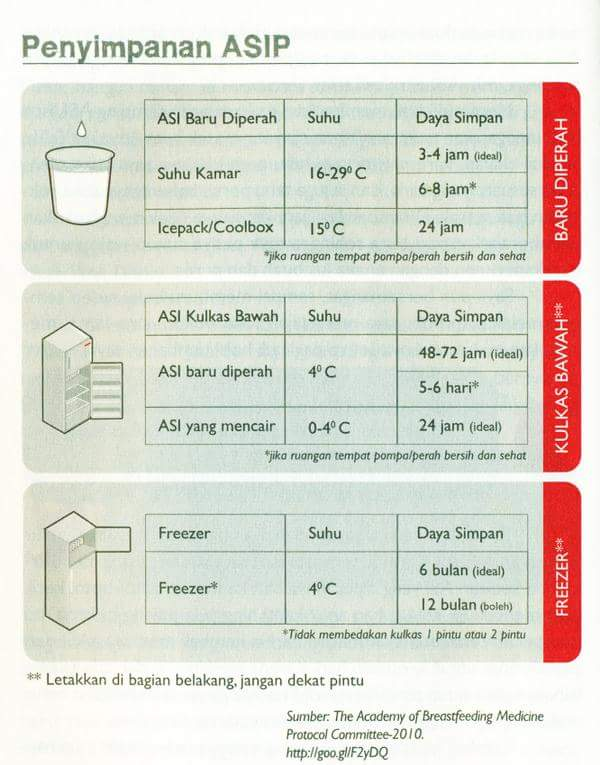 Penyimpanan ASIP
ASI Baru Diperah Suhu Daya Simpan
Suhu Kamar 16-29⁰ C 3-4 jam (ideal)
6-8 jam*
Icepack/Coolbox 15⁰ C 24 jam
*jika ruangan tempat pompa/perah bersih dan sehat
BARU DIPERAH
ASI Kulkas Bawah Suhu Daya Simpan
ASI baru diperah 4⁰ C 48-72 jam (ideal)
5-6 hari*
ASI yang mencair 0-4⁰ C 24 jam (ideal)
*jika ruangan tempat pompa/perah bersih dan sehat
KULKAS BAWAH**
Freezer Suhu Daya Simpan
Freezer* 4⁰ C 6 bulan (ideal)
12 bulan (boleh)
*Tidak membedakan kulkas 1 pintu atau 2 pintu
FREEZER**
** Letakkan di bagian belakang, jangan dekat pintu
Sumber: The Academy of Breastfeeding Medicine
Protocol Committee-2010.
http://goo.gl/F2yDQ